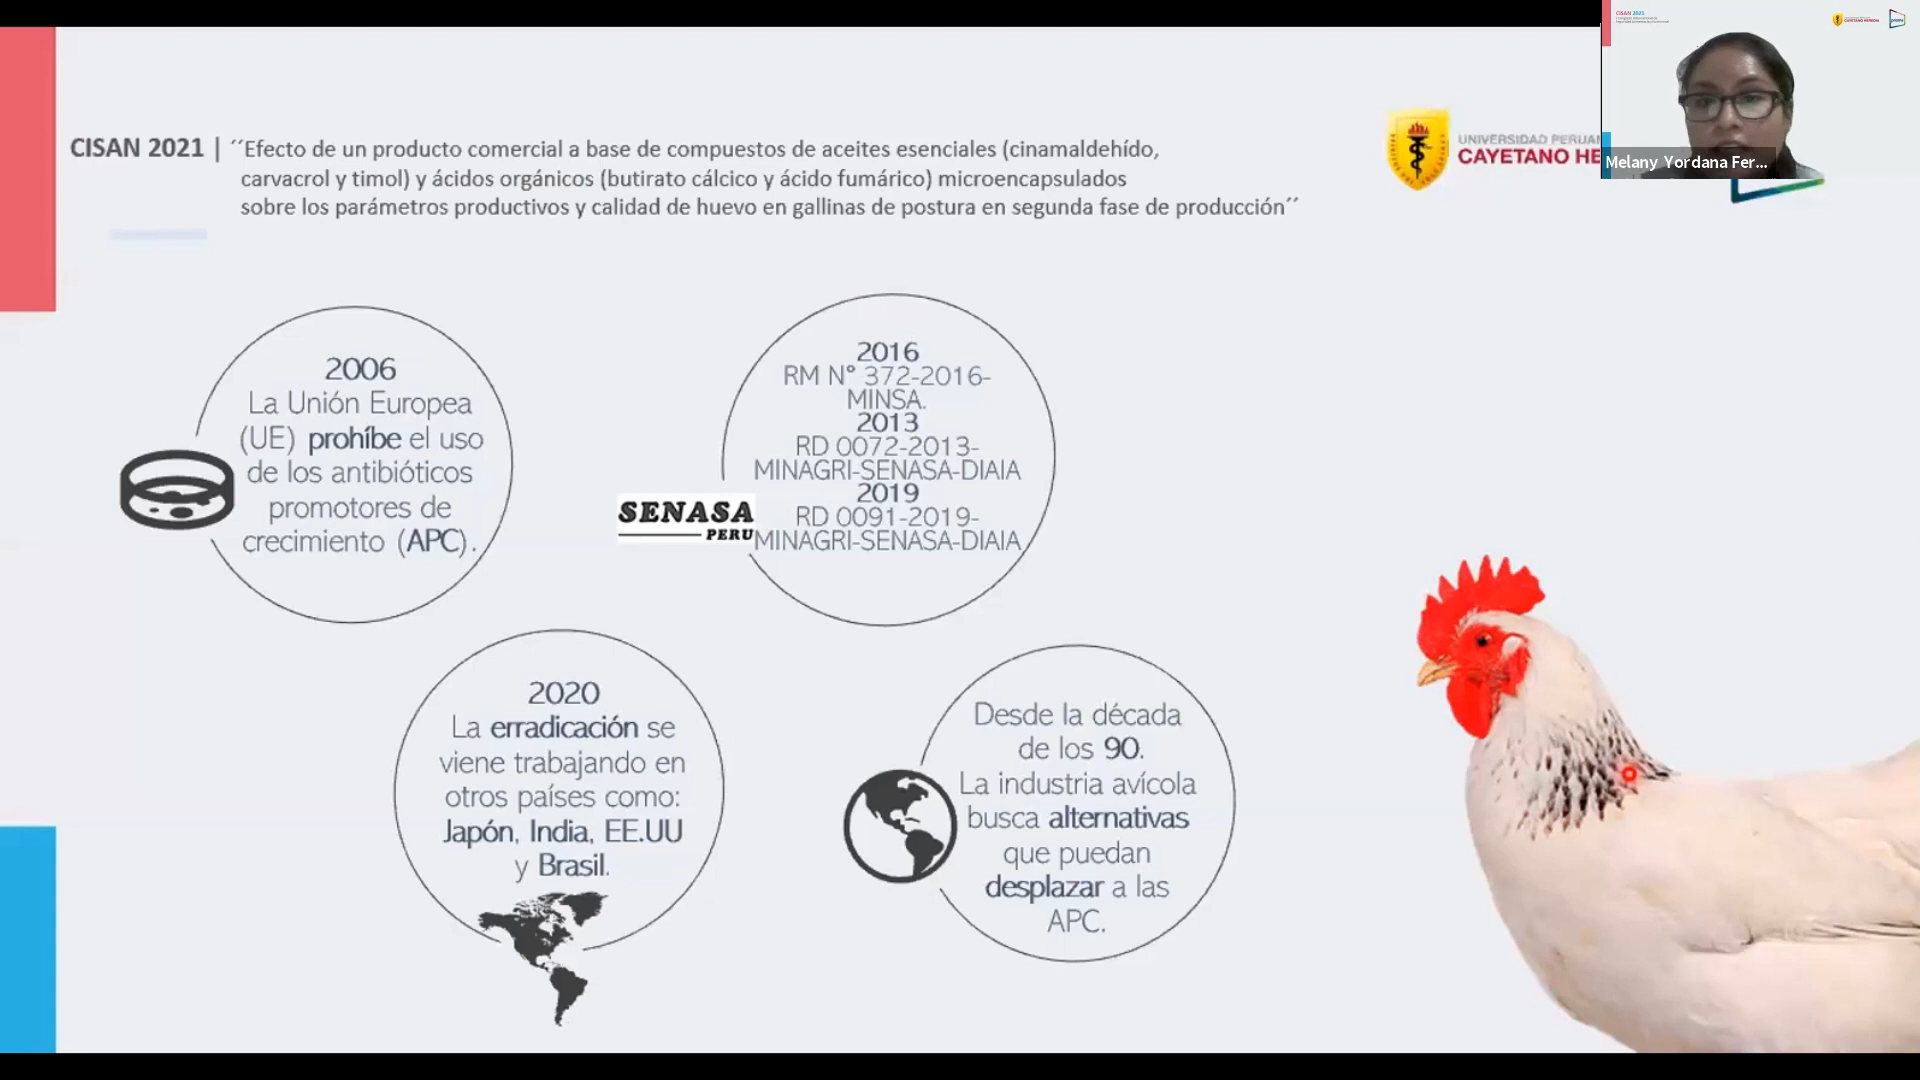 CISAN 2021 | ´´Efecto de un producto comercial a base de compuestos de aceites esenciales (cinamaldehído,
carvacrol y timol) y ácidos orgánicos (butirato cálcico y ácido fumárico) microencapsulados
sobre los parámetros productivos y calidad de huevo en gallinas de postura en segunda fase de producción´´
UNIVERSIDAD PERUA
CAYETANO HE
CISAN 2021
CAYETANO HEREDIA
Melany Yordana Fer...
2006
La Unión Europea
(UE) prohíbe el uso
de los antibióticos
promotores de
crecimiento (APC).
2016
RM N° 372-2016-
MINSA.
2013
RD 0072-2013-
MINAGRI-SENASA-DIAIA
2019
RD 0091-2019-
MINAGRI-SENASA-DIAIA
SENASA
PERU
2020
La erradicación se
viene trabajando en
otros países como:
Japón, India, EE.UU
y Brasil.
Desde la década
de los 90.
La industria avícola
busca alternativas
que puedan
desplazar a las
APC.